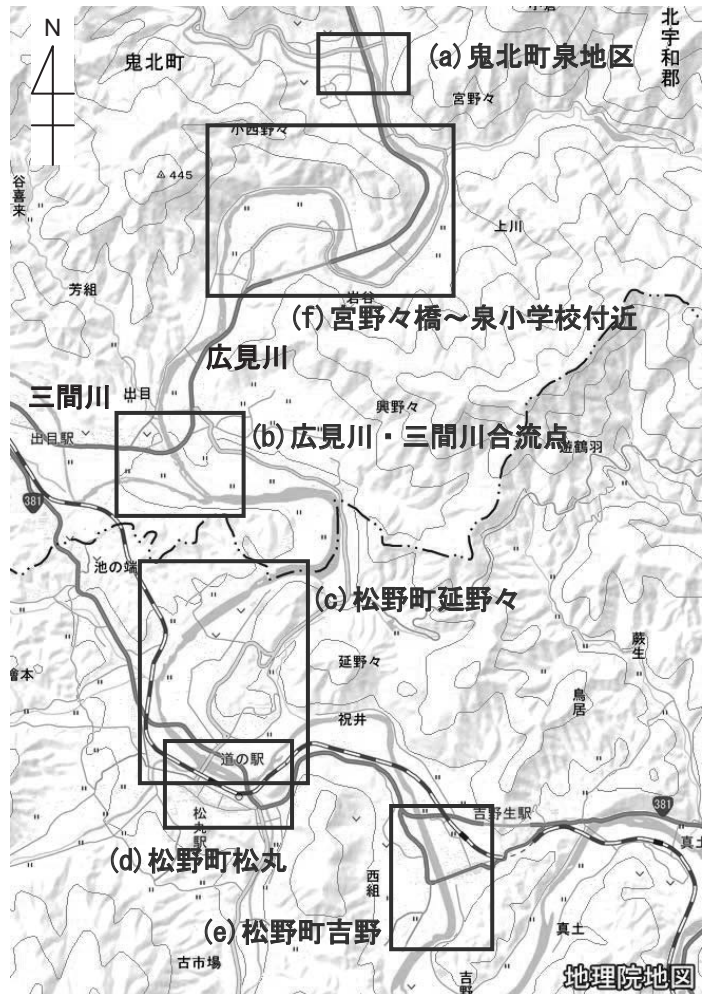 N
小倉
鬼北町
(a)鬼北町泉地区
北宇和郡
宮野々
小西野々
445
谷喜来
上川
芳組
岩谷
(f)宮野々橋～泉小学校付近
広見川
三間川
出目
興野々
出目駅
(b)広見川・三間川合流点
遊鶴羽
381
池の端
(c)松野町延野々
蕨生
延野々
鳥居
祝井
道の駅
松丸駅
381
吉野生駅
真土
(d)松野町松丸
西組
(e)松野町吉野
真土
古市場
吉野
地理院地図